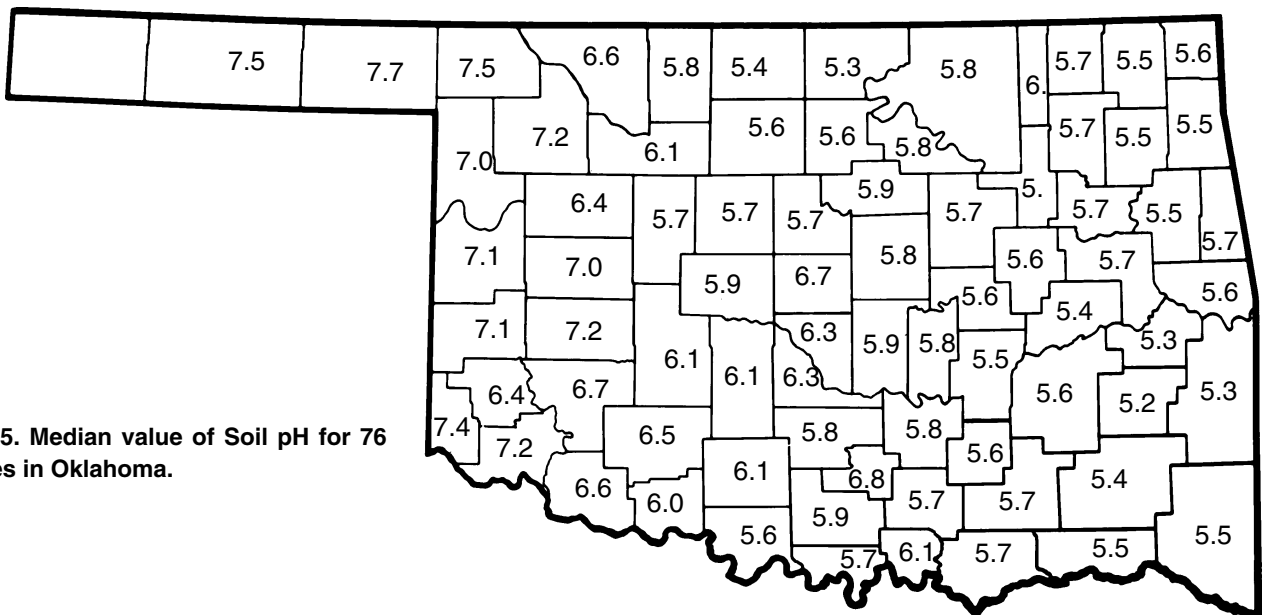 7.5 7.7 7.5 6.6 5.8 5.4 5.3 5.8 6. 5.7 5.5 5.6
7.0 7.2 6.1 5.6 5.6 5.8 5.7 5.5 5.5
6.4 5.7 5.7 5.7 5.9 5.7 5. 5.7 5.5 5.7
7.1 7.0 5.9 6.7 5.8 5.6 5.7 5.6
7.1 7.2 6.1 6.1 6.3 5.9 5.8 5.6 5.5 5.4 5.3
6.4 6.7 6.3 5.6 5.2 5.3
7.4 7.2 6.5 5.8 5.8 5.6
5. Median value of Soil pH for 76
es in Oklahoma.
6.6 6.0 6.1 6.8 5.7 5.7 5.4
5.6 5.9 5.7 6.1 5.7 5.5 5.5